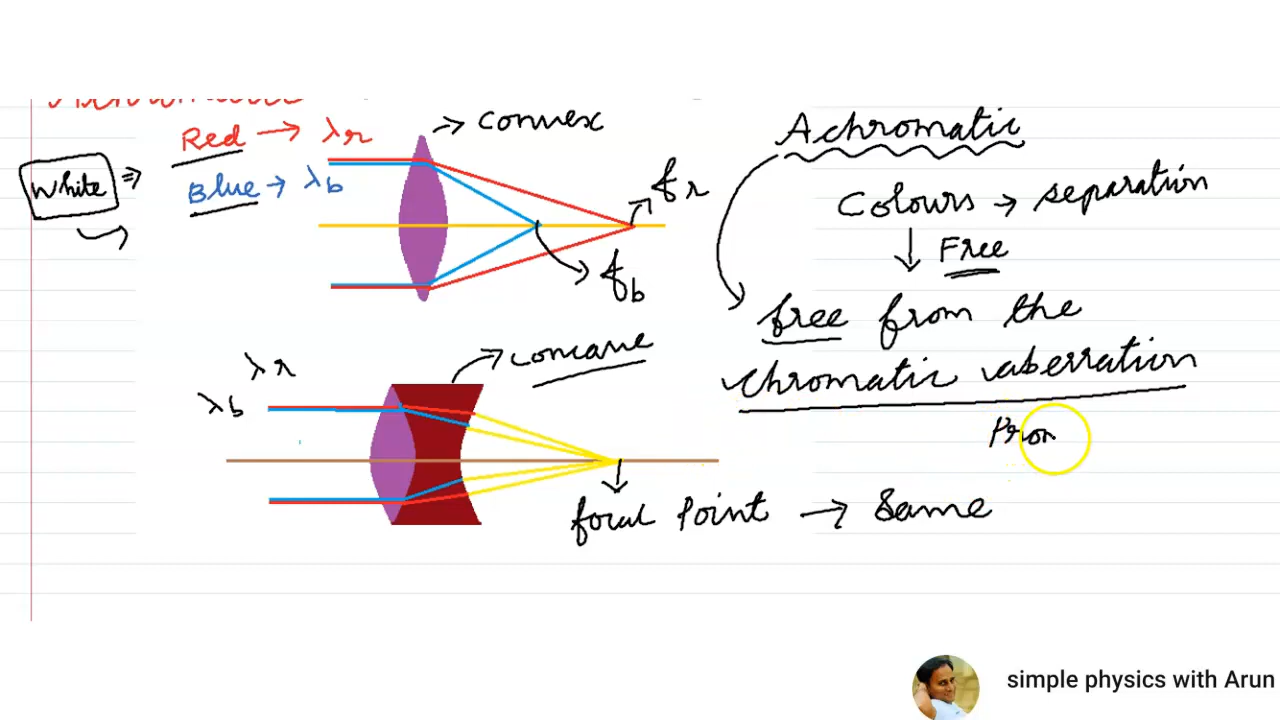 Red → λr
White ⇒ Blue → λb
→ Convex
fr
fb
λr
λb
→ concave
focal point → Same
Achromatic
Colours → separation
↓ Free
free from the
chromatic aberration
Pron
simple physics with Arun